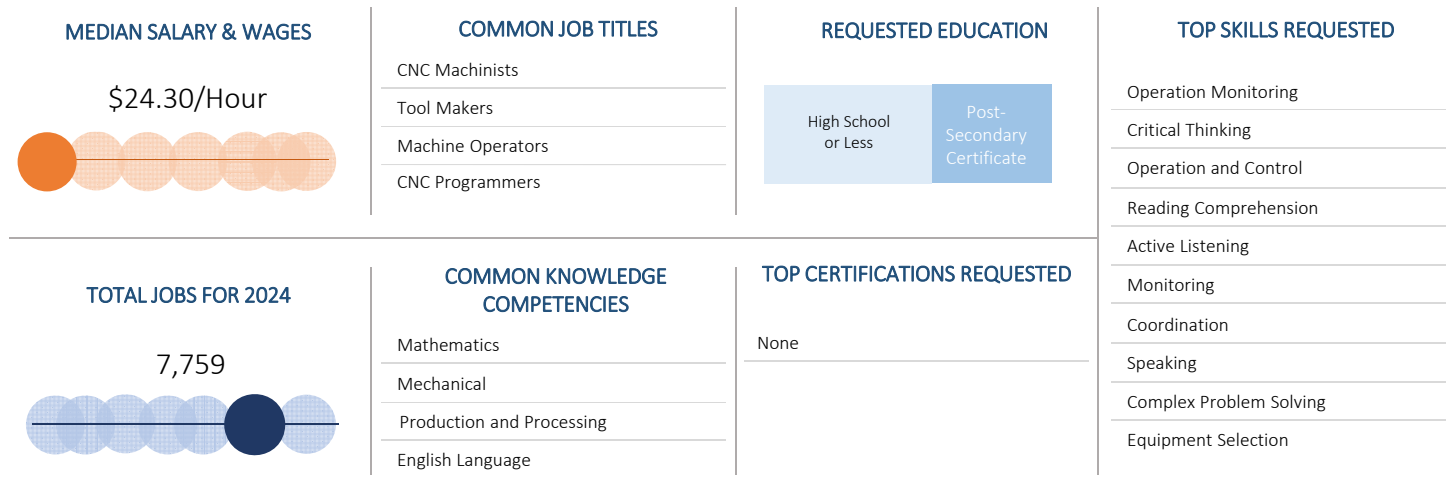 MEDIAN SALARY & WAGES
$24.30/Hour
COMMON JOB TITLES
CNC Machinists
Tool Makers
Machine Operators
CNC Programmers
REQUESTED EDUCATION
High School
or Less
Post-
Secondary
Certificate
TOP SKILLS REQUESTED
Operation Monitoring
Critical Thinking
Operation and Control
Reading Comprehension
Active Listening
Monitoring
Coordination
Speaking
Complex Problem Solving
Equipment Selection
TOTAL JOBS FOR 2024
7,759
COMMON KNOWLEDGE
COMPETENCIES
Mathematics
Mechanical
Production and Processing
English Language
TOP CERTIFICATIONS REQUESTED
None